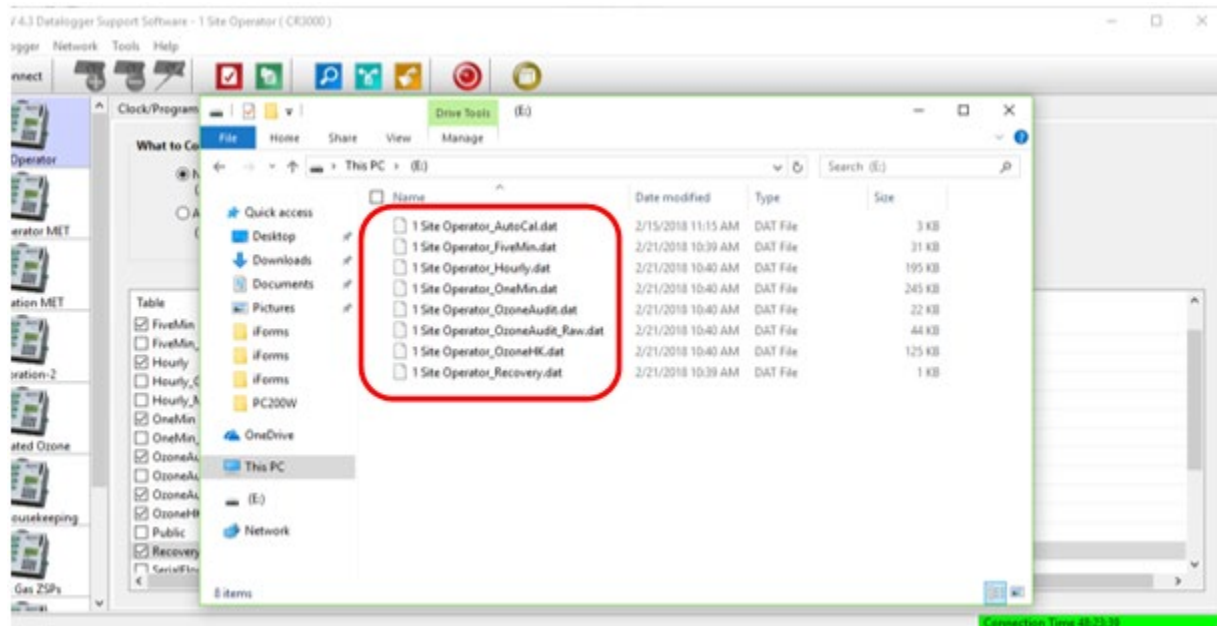 V 4.3 Datalogger Support Software - 1 Site Operator ( CR3000 )
Network Tools Help
Clock/Program
Drive Tools (E:)
File Home Share View Manage
What to Co
This PC > (E:)
Search (E:)
Operator
Name Date modified Type Size
Quick access
Desktop
Downloads
Documents
Pictures
iForms
iForms
iForms
PC200W
OneDrive
This PC
(E:)
Network
1 Site Operator_AutoCal.dat 2/15/2018 11:15 AM DAT File 3 KB
1 Site Operator_FiveMin.dat 2/21/2018 10:39 AM DAT File 31 KB
1 Site Operator_Hourly.dat 2/21/2018 10:40 AM DAT File 195 KB
1 Site Operator_OneMin.dat 2/21/2018 10:40 AM DAT File 245 KB
1 Site Operator_OzoneAudit.dat 2/21/2018 10:40 AM DAT File 22 KB
1 Site Operator_OzoneAudit_Raw.dat 2/21/2018 10:40 AM DAT File 44 KB
1 Site Operator_OzoneHK.dat 2/21/2018 10:40 AM DAT File 125 KB
1 Site Operator_Recovery.dat 2/21/2018 10:39 AM DAT File 1 KB
erator MET
ation MET
ration-2
ated Ozone
ousekeeping
Gas ZSPs
Table
FiveMin
FiveMin_
Hourly
Hourly_
Hourly_
OneMin
OneMin_
OzoneAu
OzoneAu
OzoneAu
OzoneH
Public
Recovery
8 items
Connection Time 48:23:39